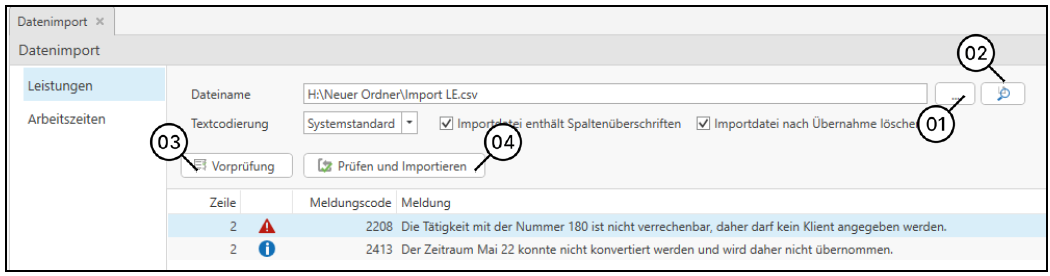 Datenimport ×
Datenimport
02
Leistungen
Dateiname H:\Neuer Ordner\Import LE.csv ...
Arbeitszeiten
Textcodierung Systemstandard Importdatei enthält Spaltenüberschriften Importdatei nach Übernahme löschen 01
03 04
Vorprüfung Prüfen und Importieren
Zeile Meldungscode Meldung
2 2208 Die Tätigkeit mit der Nummer 180 ist nicht verrechenbar, daher darf kein Klient angegeben werden.
2 2413 Der Zeitraum Mai 22 konnte nicht konvertiert werden und wird daher nicht übernommen.